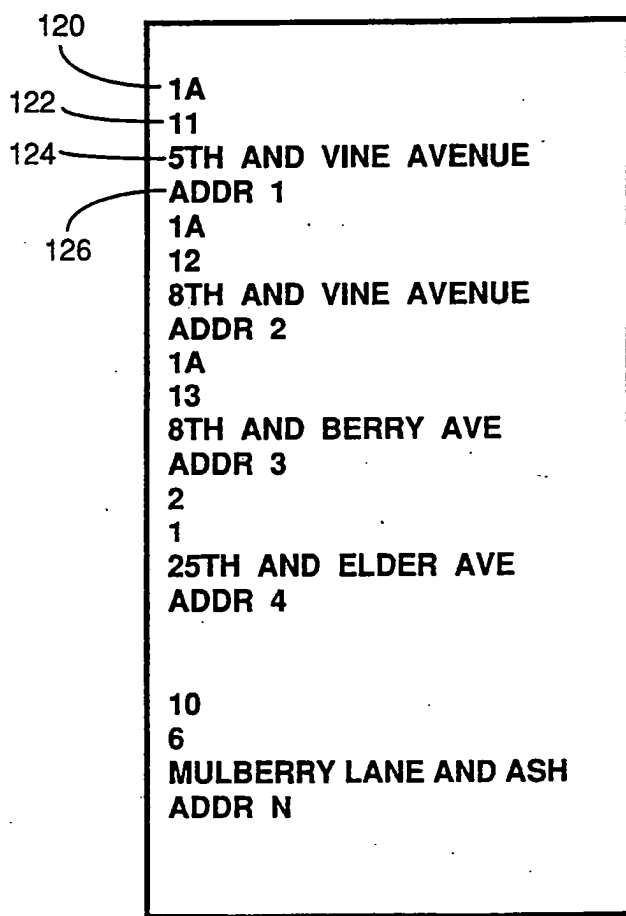 120
122
124
126
1A
11
5TH AND VINE AVENUE
ADDR 1
1A
12
8TH AND VINE AVENUE
ADDR 2
1A
13
8TH AND BERRY AVE
ADDR 3
2
1
25TH AND ELDER AVE
ADDR 4
10
6
MULBERRY LANE AND ASH
ADDR N